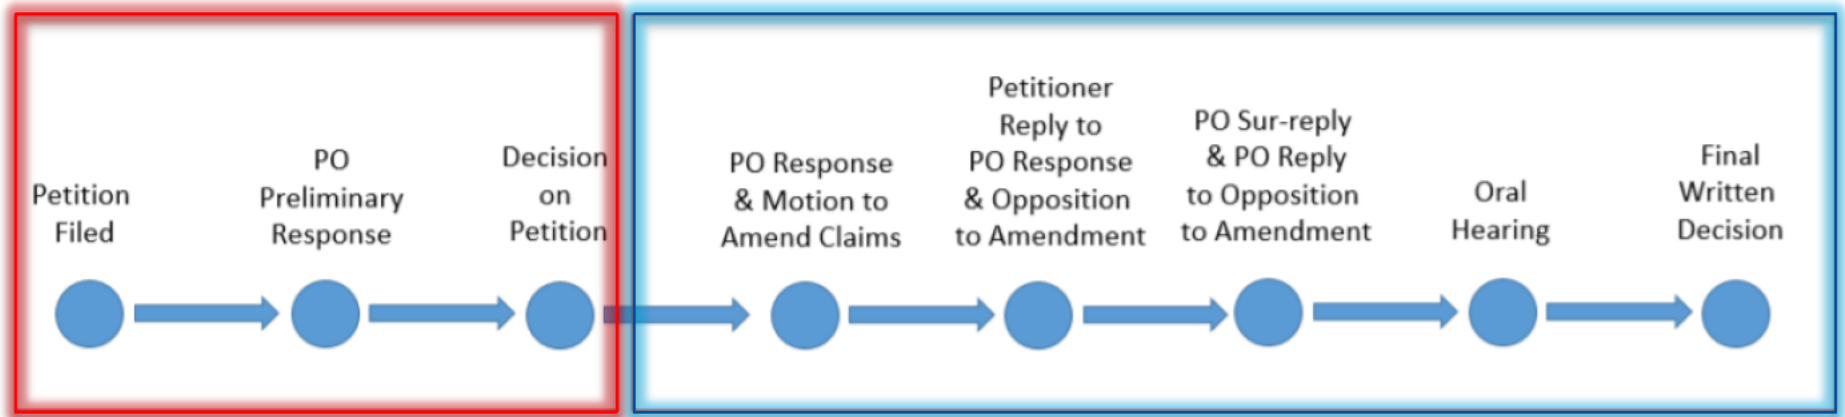 Petition
Filed
PO
Preliminary
Response
Decision
on
Petition
PO Response
& Motion to
Amend Claims
Petitioner
Reply to
PO Response
& Opposition
to Amendment
PO Sur-reply
& PO Reply
to Opposition
to Amendment
Oral
Hearing
Final
Written
Decision